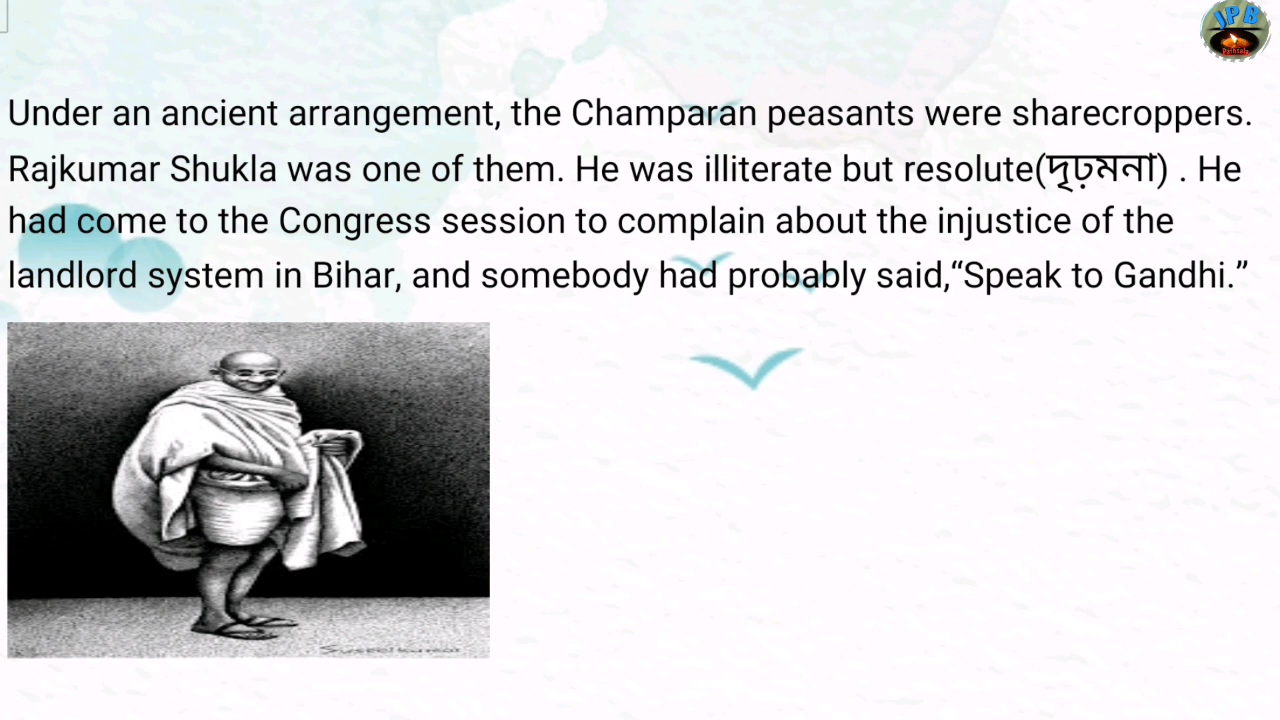 JPB
Pathsala
Under an ancient arrangement, the Champaran peasants were sharecroppers.
Rajkumar Shukla was one of them. He was illiterate but resolute(দৃঢ়মনা) . He
had come to the Congress session to complain about the injustice of the
landlord system in Bihar, and somebody had probably said,“Speak to Gandhi.”